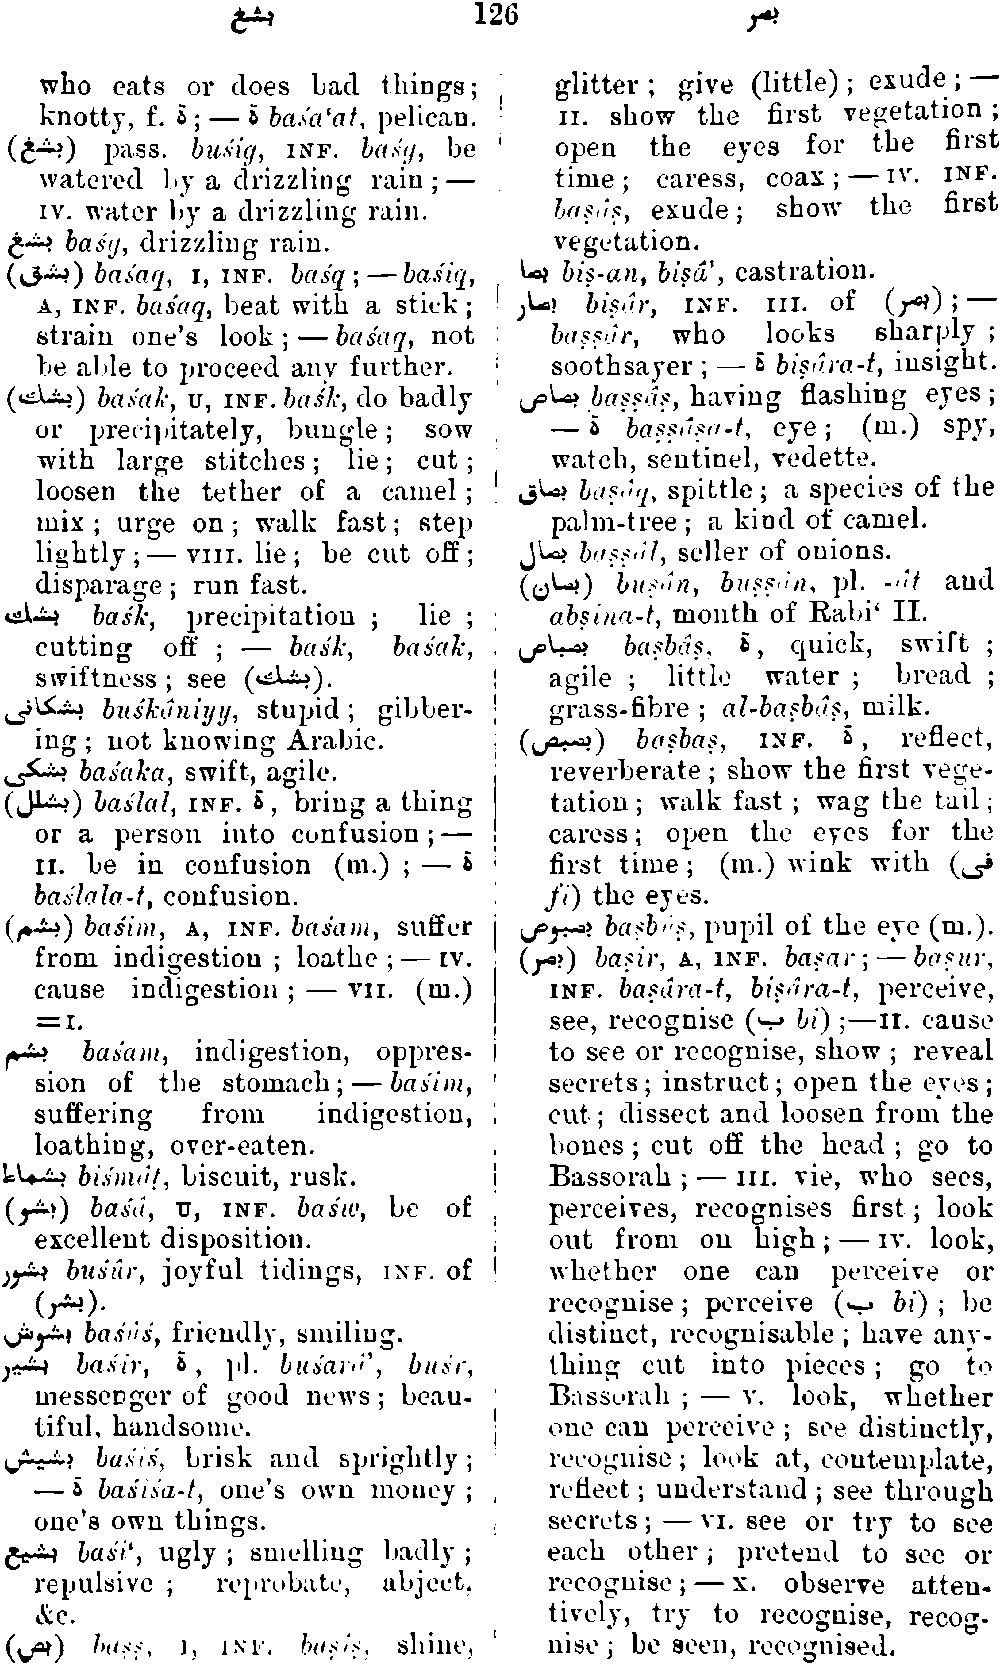 بشغ 126 بصر
who eats or does bad things;
knotty, f. ة; — ة baśa‘at, pelican.
(بشغ) pass. buśig, INF. baśg, be
watered by a drizzling rain; —
IV. water by a drizzling rain.
بشغ baśg, drizzling rain.
(بشق) baśaq, I, INF. baśq; — baśiq,
A, INF. baśaq, beat with a stick;
strain one's look; — baśaq, not
be able to proceed any further.
(بشك) baśak, U, INF. baśk, do badly
or precipitately, bungle; sow
with large stitches; lie; cut;
loosen the tether of a camel;
mix; urge on; walk fast; step
lightly; — VIII. lie; be cut off;
disparage; run fast.
بشك baśk, precipitation ; lie ;
cutting off ; — baśk, baśak,
swiftness; see (بشك).
بشكانى buśkâniyy, stupid; gibber-
ing; not knowing Arabic.
بشكى baśaka, swift, agile.
(بشلل) baślal, INF. ة, bring a thing
or a person into confusion; —
II. be in confusion (m.) ; — ة
baślala-t, confusion.
(بشم) baśim, A, INF. baśam, suffer
from indigestion ; loathe ; — IV.
cause indigestion ; — VII. (m.)
=I.
بشم baśam, indigestion, oppres-
sion of the stomach; — baśim,
suffering from indigestion,
loathing, over-eaten.
بشماط biśmâṭ, biscuit, rusk.
(بشو) baśâ, U, INF. baśw, be of
excellent disposition.
بشور buśûr, joyful tidings, INF. of
(بشر).
بشوش baśûś, friendly, smiling.
بشير baśîr, ة, pl. buśarâ', buśr,
messenger of good news; beau-
tiful, handsome.
بشيش baśîś, brisk and sprightly;
— ة baśîśa-t, one's own money ;
one's own things.
بشيع baśî‘, ugly ; smelling badly ;
repulsive ; reprobate, abject,
&c.
(بص) baṣṣ, I, INF. baṣîṣ, shine,
glitter; give (little); exude; —
II. show the first vegetation ;
open the eyes for the first
time; caress, coax; — IV. INF.
baṣâṣ, exude; show the first
vegetation.
بصا biṣ-an, biṣâ', castration.
بصار biṣâr, INF. III. of (بصر); —
baṣṣâr, who looks sharply ;
soothsayer ; — ة biṣâra-t, insight.
بصاص baṣṣâṣ, having flashing eyes;
— ة baṣṣâṣa-t, eye; (m.) spy,
watch, sentinel, vedette.
بصاق baṣâq, spittle; a species of the
palm-tree; a kind of camel.
بصال baṣṣâl, seller of onions.
(بصان) buṣân, buṣṣân, pl. -ât and
abṣina-t, month of Rabi‘ II.
بصباص baṣbâṣ, ة, quick, swift ;
agile ; little water ; bread ;
grass-fibre ; al-baṣbâṣ, milk.
(بصبص) baṣbaṣ, INF. ة, reflect,
reverberate; show the first vege-
tation; walk fast ; wag the tail;
caress; open the eyes for the
first time; (m.) wink with (فى
fî) the eyes.
بصبوص baṣbûṣ, pupil of the eye (m.).
(بصر) baṣir, A, INF. baṣar; — baṣur,
INF. baṣâra-t, biṣâra-t, perceive,
see, recognise (ب bi) ;—II. cause
to see or recognise, show ; reveal
secrets; instruct; open the eyes;
cut; dissect and loosen from the
bones; cut off the head; go to
Bassorah ; — III. vie, who sees,
perceives, recognises first; look
out from on high; — IV. look,
whether one can perceive or
recognise; perceive (ب bi) ; be
distinct, recognisable ; have any-
thing cut into pieces; go to
Bassorah ; — V. look, whether
one can perceive ; see distinctly,
recognise; look at, contemplate,
reflect; understand; see through
secrets; — VI. see or try to see
each other; pretend to see or
recognise; — X. observe atten-
tively, try to recognise, recog-
nise; be seen, recognised.